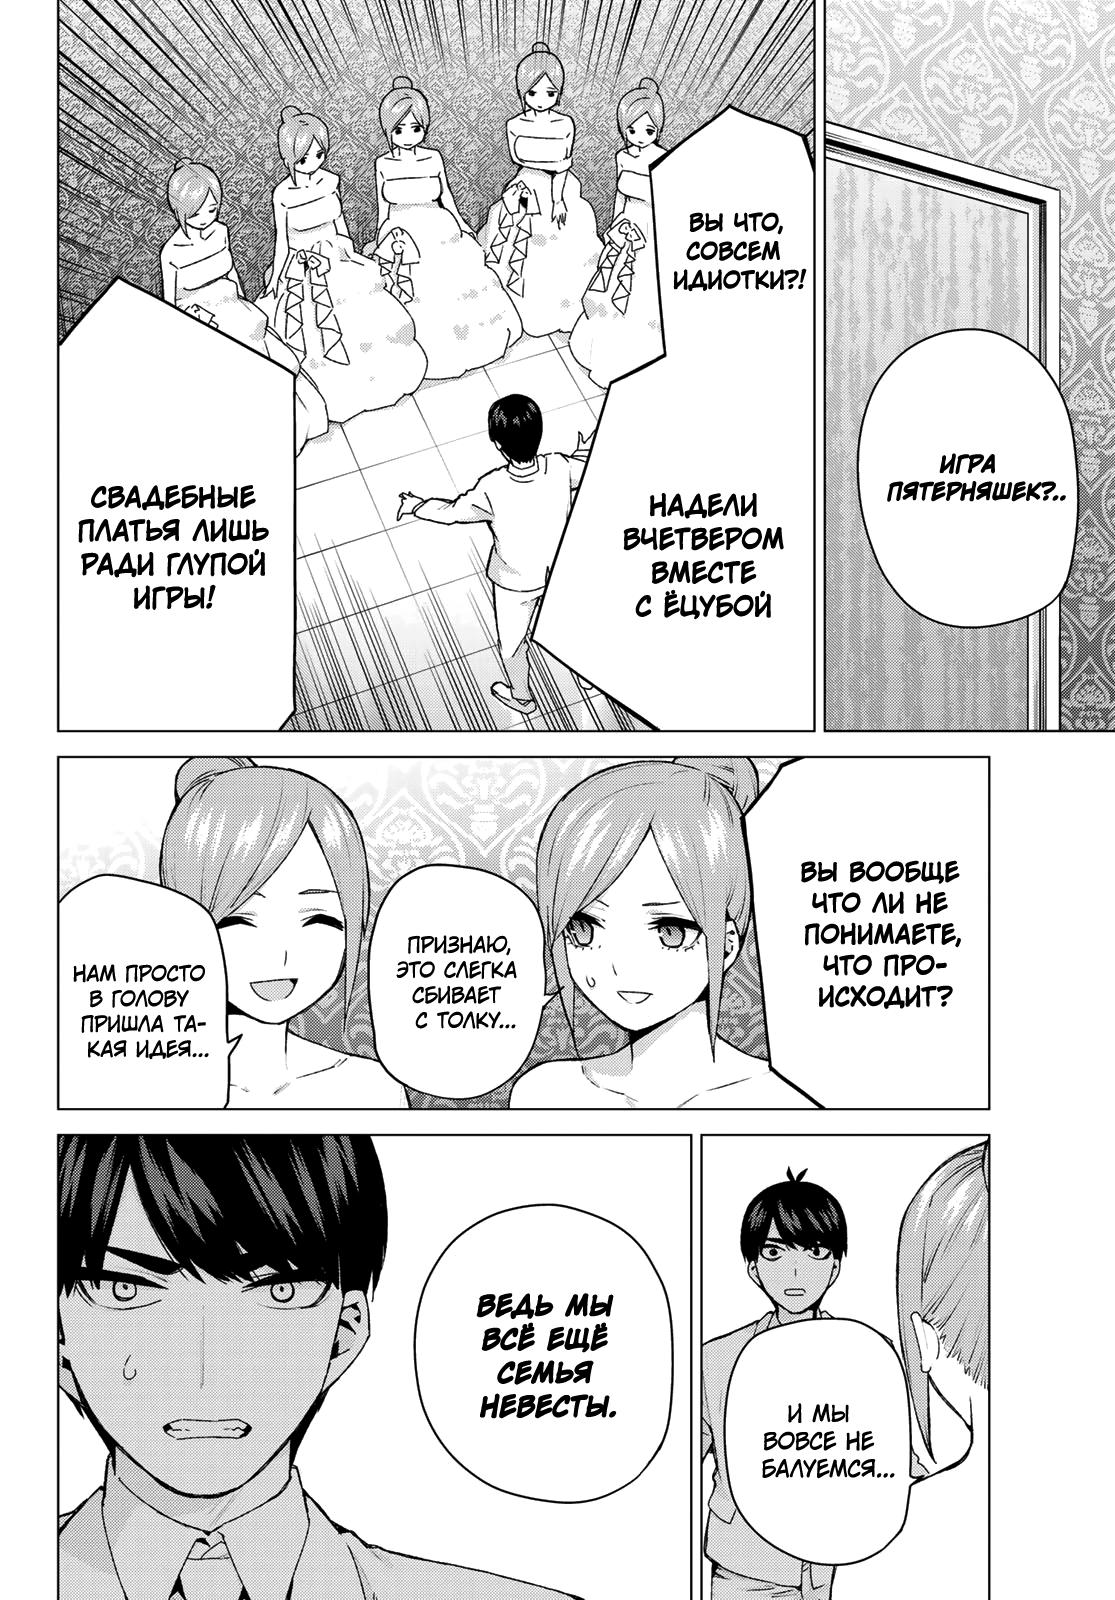 ИГРА
ПЯТЕРНЯШЕК?..
ВЫ ЧТО,
СОВСЕМ
ИДИОТКИ?!
НАДЕЛИ
ВЧЕТВЕРОМ
ВМЕСТЕ
С ЁЦУБОЙ
СВАДЕБНЫЕ
ПЛАТЬЯ ЛИШЬ
РАДИ ГЛУПОЙ
ИГРЫ!
ВЫ ВООБЩЕ
ЧТО ЛИ НЕ
ПОНИМАЕТЕ,
ЧТО ПРО-
ИСХОДИТ?
ПРИЗНАЮ,
ЭТО СЛЕГКА
СБИВАЕТ
С ТОЛКУ...
НАМ ПРОСТО
В ГОЛОВУ
ПРИШЛА ТА-
КАЯ ИДЕЯ...
И МЫ
ВОВСЕ НЕ
БАЛУЕМСЯ...
ВЕДЬ МЫ
ВСЁ ЕЩЁ
СЕМЬЯ
НЕВЕСТЫ.